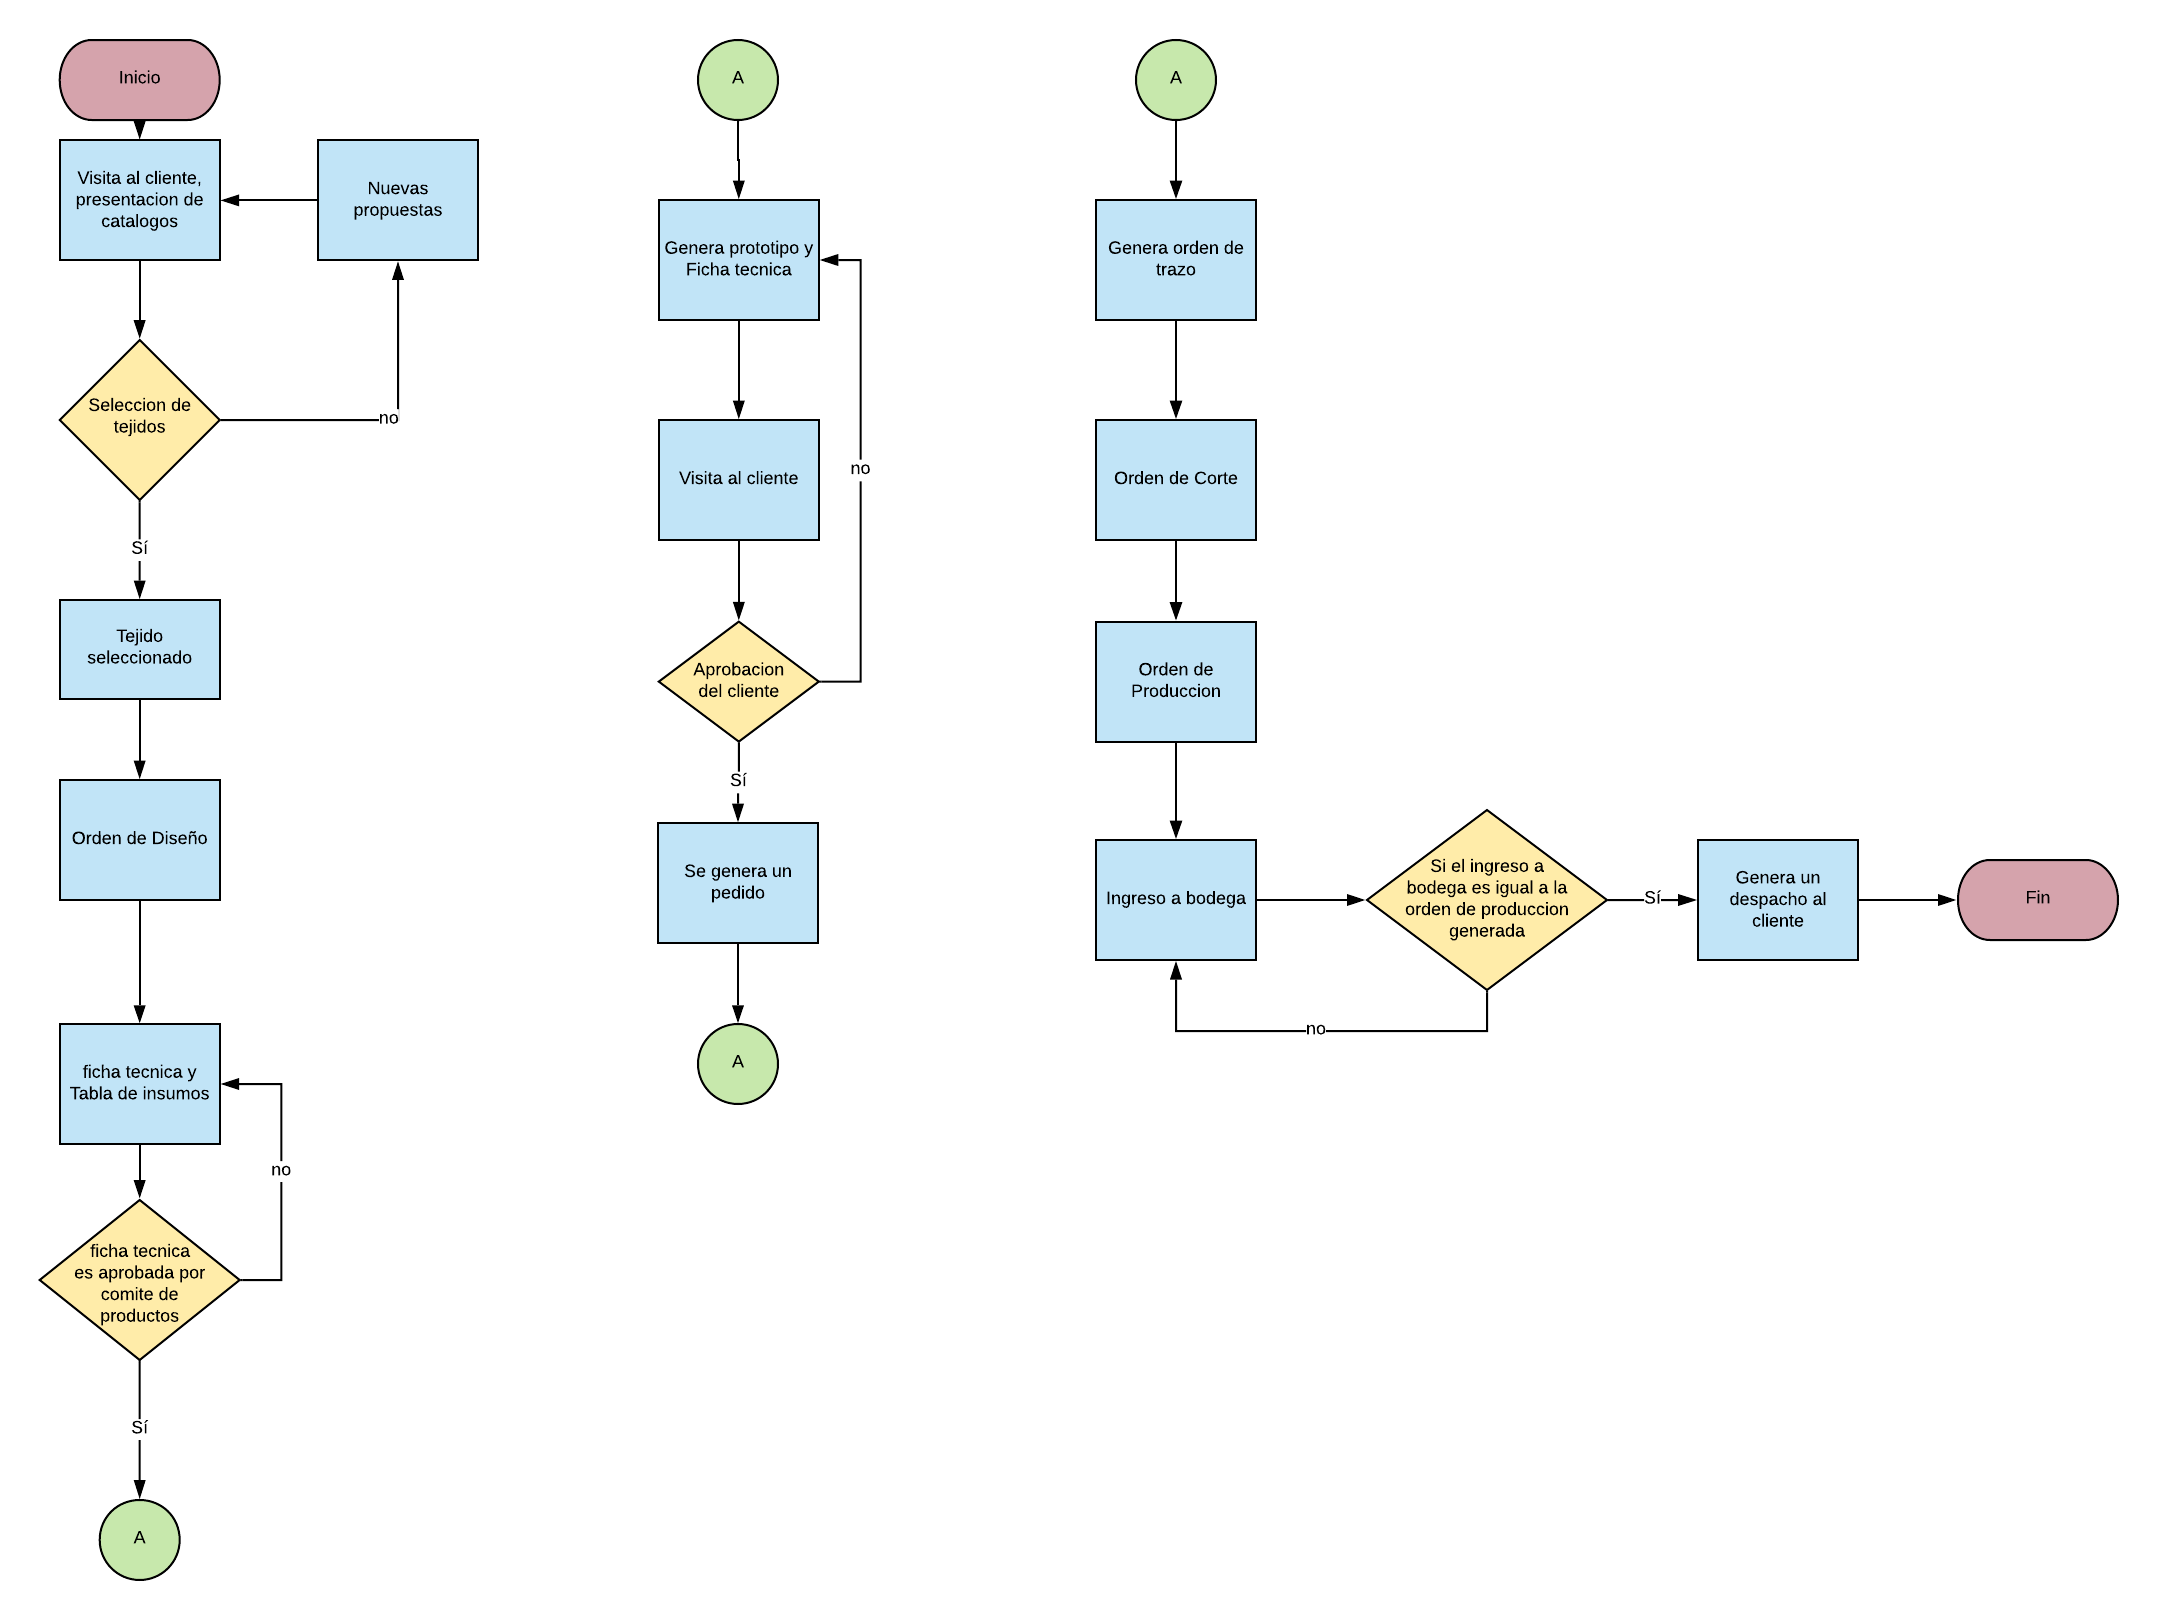 Inicio
Visita al cliente,
presentacion de
catalogos
Nuevas
propuestas
Seleccion de
tejidos
no
Sí
Tejido
seleccionado
Orden de Diseño
ficha tecnica y
Tabla de insumos
no
ficha tecnica
es aprobada por
comite de
productos
Sí
A
A
Genera prototipo y
Ficha tecnica
Visita al cliente
no
Aprobacion
del cliente
Sí
Se genera un
pedido
A
A
Genera orden de
trazo
Orden de Corte
Orden de
Produccion
Ingreso a bodega
Si el ingreso a
bodega es igual a la
orden de produccion
generada
no
Sí
Genera un
despacho al
cliente
Fin